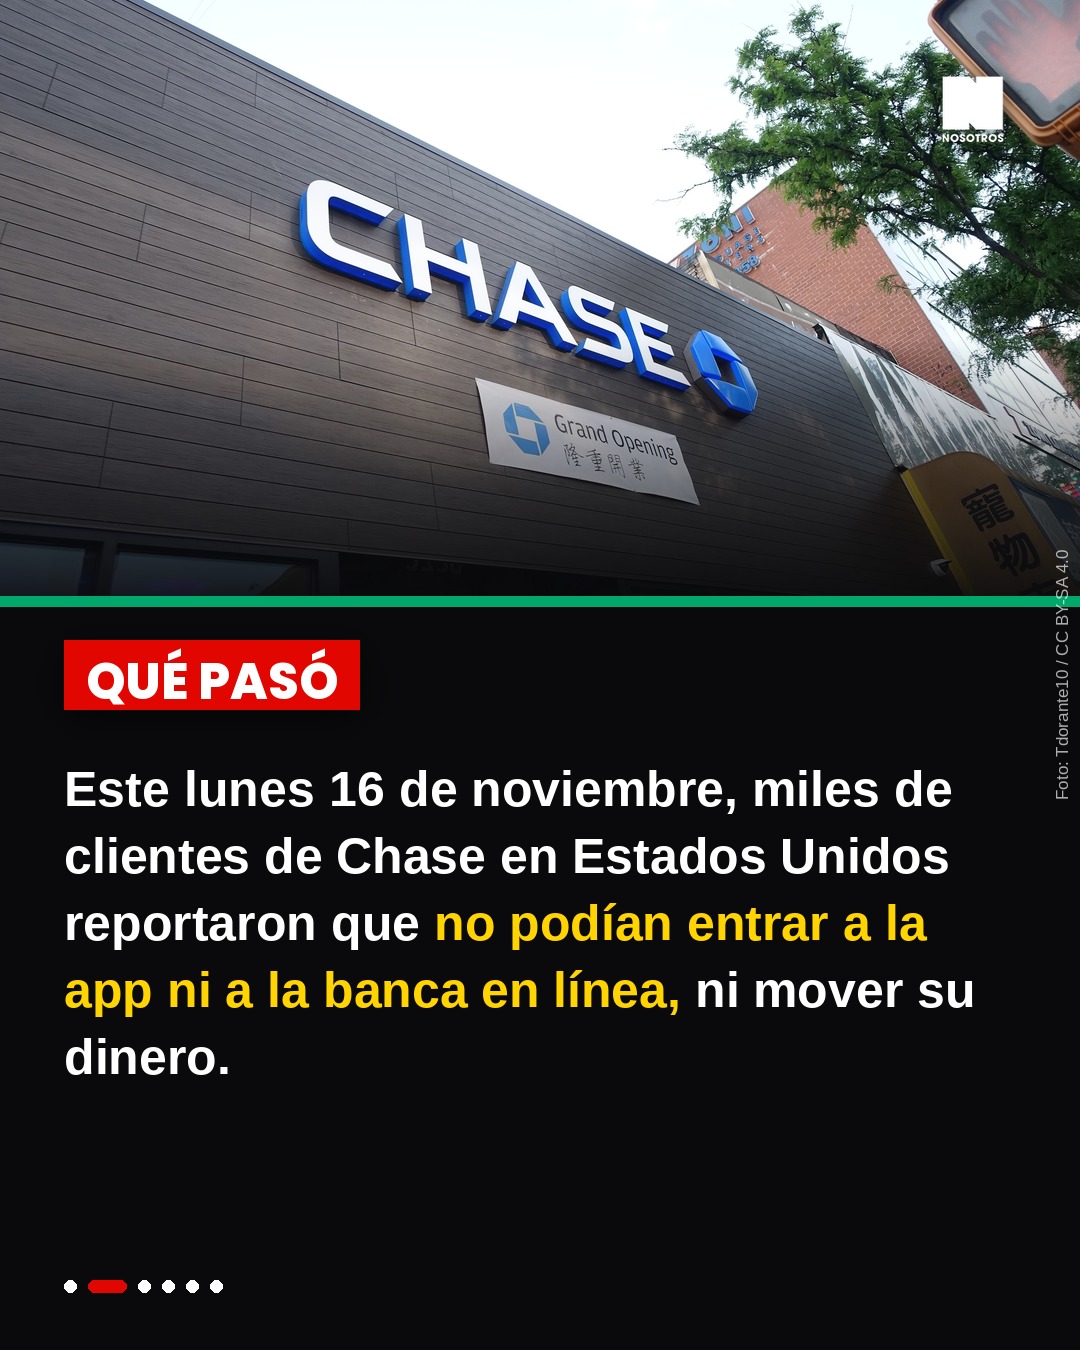 NOSOTROS
CHASE
Grand Opening
隆重開業
寵
物
QUÉ PASÓ
Este lunes 16 de noviembre, miles de
clientes de Chase en Estados Unidos
reportaron que no podían entrar a la
app ni a la banca en línea, ni mover su
dinero.
Foto: Tdorante10 / CC BY-SA 4.0